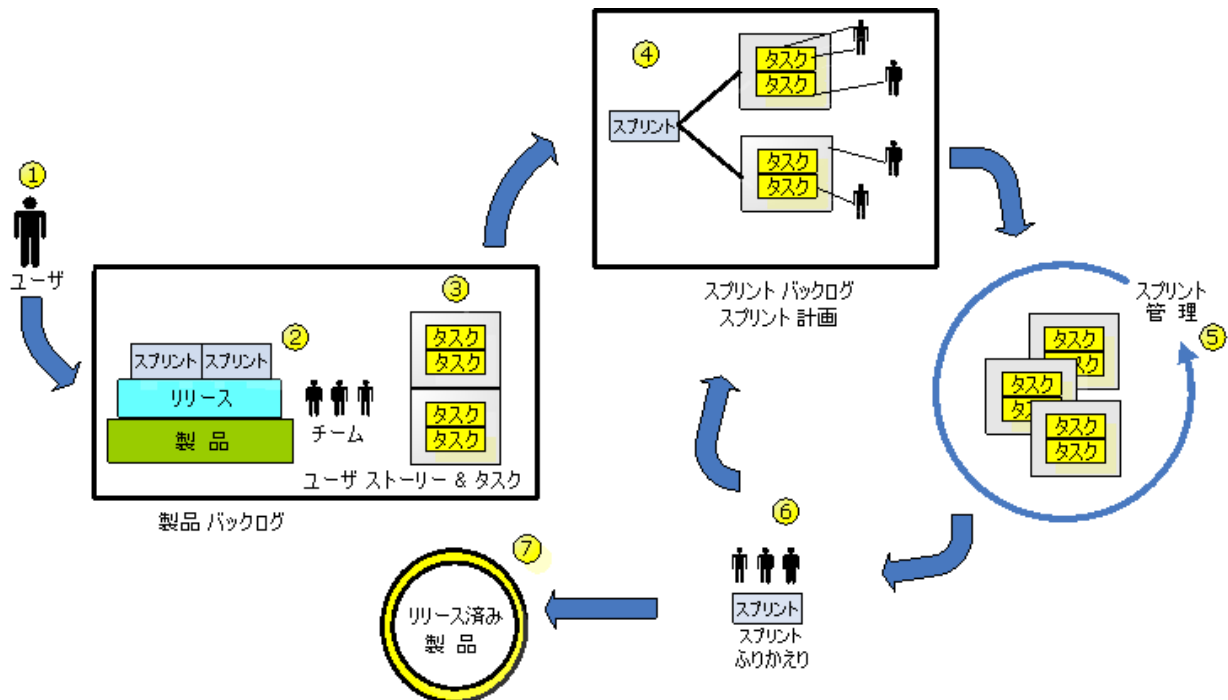 ①
ユーザ
②
スプリント スプリント
リリース
製 品
チーム
③
タスク
タスク
タスク
タスク
ユーザ ストーリー & タスク
製品 バックログ
④
スプリント
タスク
タスク
タスク
タスク
スプリント バックログ
スプリント 計画
スプリント
管 理
⑤
タスク
タスク
タスク
タスク
タスク
タスク
⑥
スプリント
スプリント
ふりかえり
⑦
リリース済み
製 品